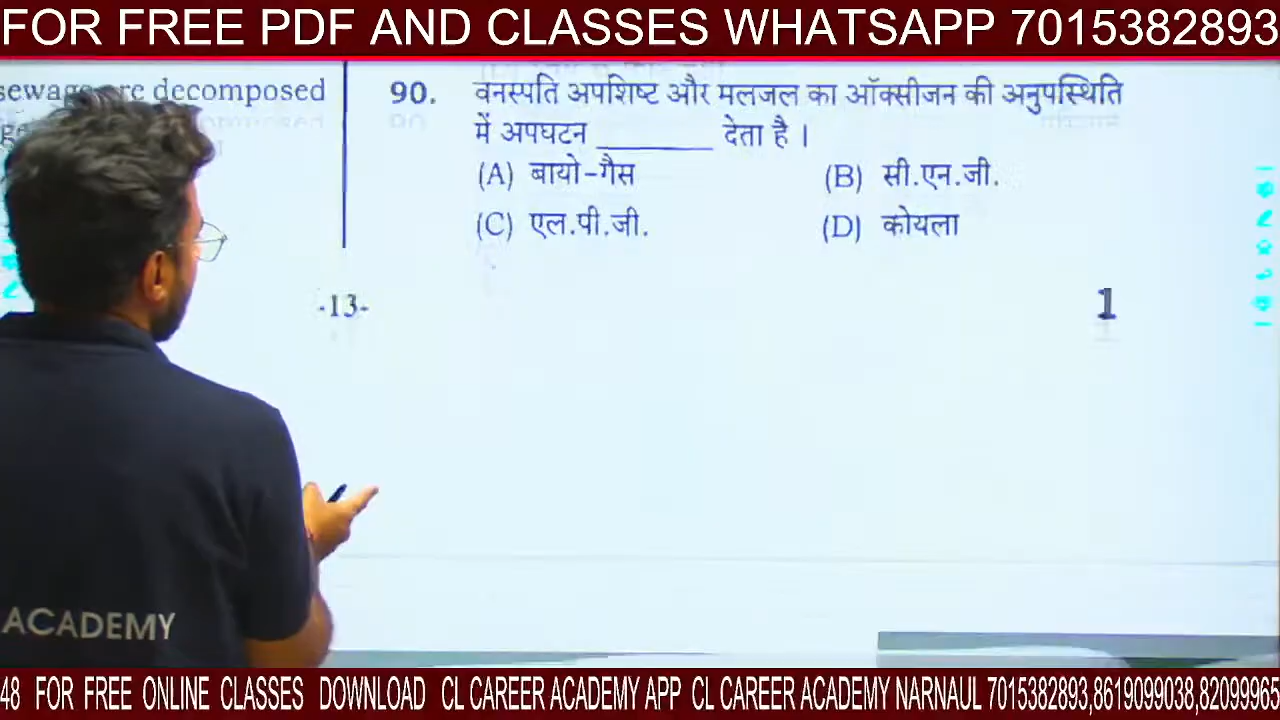 FOR FREE PDF AND CLASSES WHATSAPP 7015382893
sewage are decomposed
90. वनस्पति अपशिष्ट और मलजल का ऑक्सीजन की अनुपस्थिति
में अपघटन ________ देता है ।
(A) बायो-गैस (B) सी.एन.जी.
(C) एल.पी.जी. (D) कोयला
-13- 1
ACADEMY
48 FOR FREE ONLINE CLASSES DOWNLOAD CL CAREER ACADEMY APP CL CAREER ACADEMY NARNAUL 7015382893,8619099038,82099965